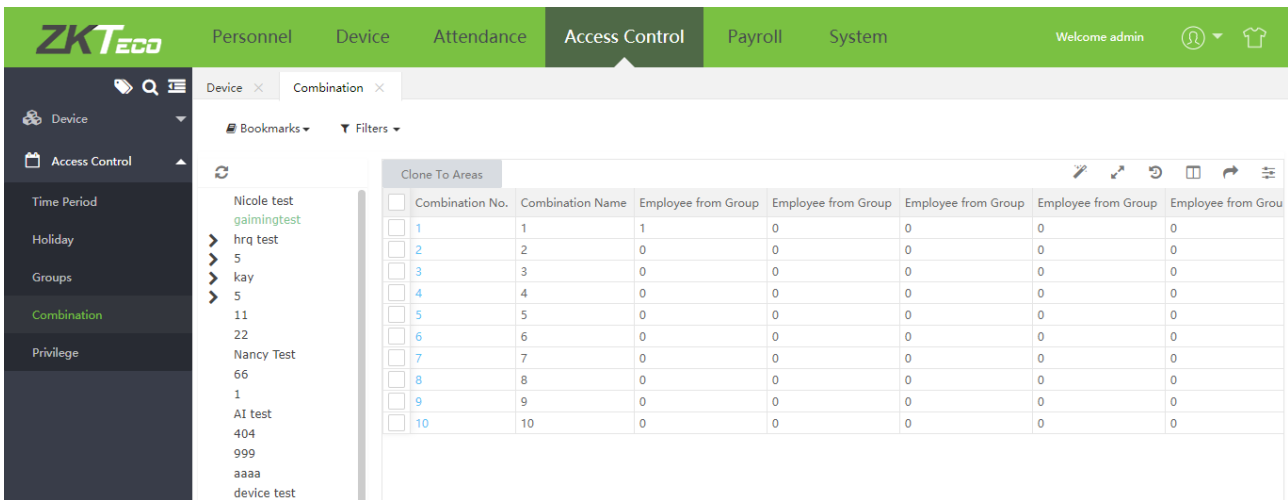 ZKTeco Personnel Device Attendance Access Control Payroll System Welcome admin
Device Combination
Device
Bookmarks Filters
Access Control
Clone To Areas
Time Period
Holiday
Groups
Combination
Privilege
Nicole test
gaimingtest
hrq test
5
kay
5
11
22
Nancy Test
66
1
AI test
404
999
aaaa
device test
Combination No. Combination Name Employee from Group Employee from Group Employee from Group Employee from Group Employee from Grou
1 1 1 0 0 0 0
2 2 0 0 0 0 0
3 3 0 0 0 0 0
4 4 0 0 0 0 0
5 5 0 0 0 0 0
6 6 0 0 0 0 0
7 7 0 0 0 0 0
8 8 0 0 0 0 0
9 9 0 0 0 0 0
10 10 0 0 0 0 0